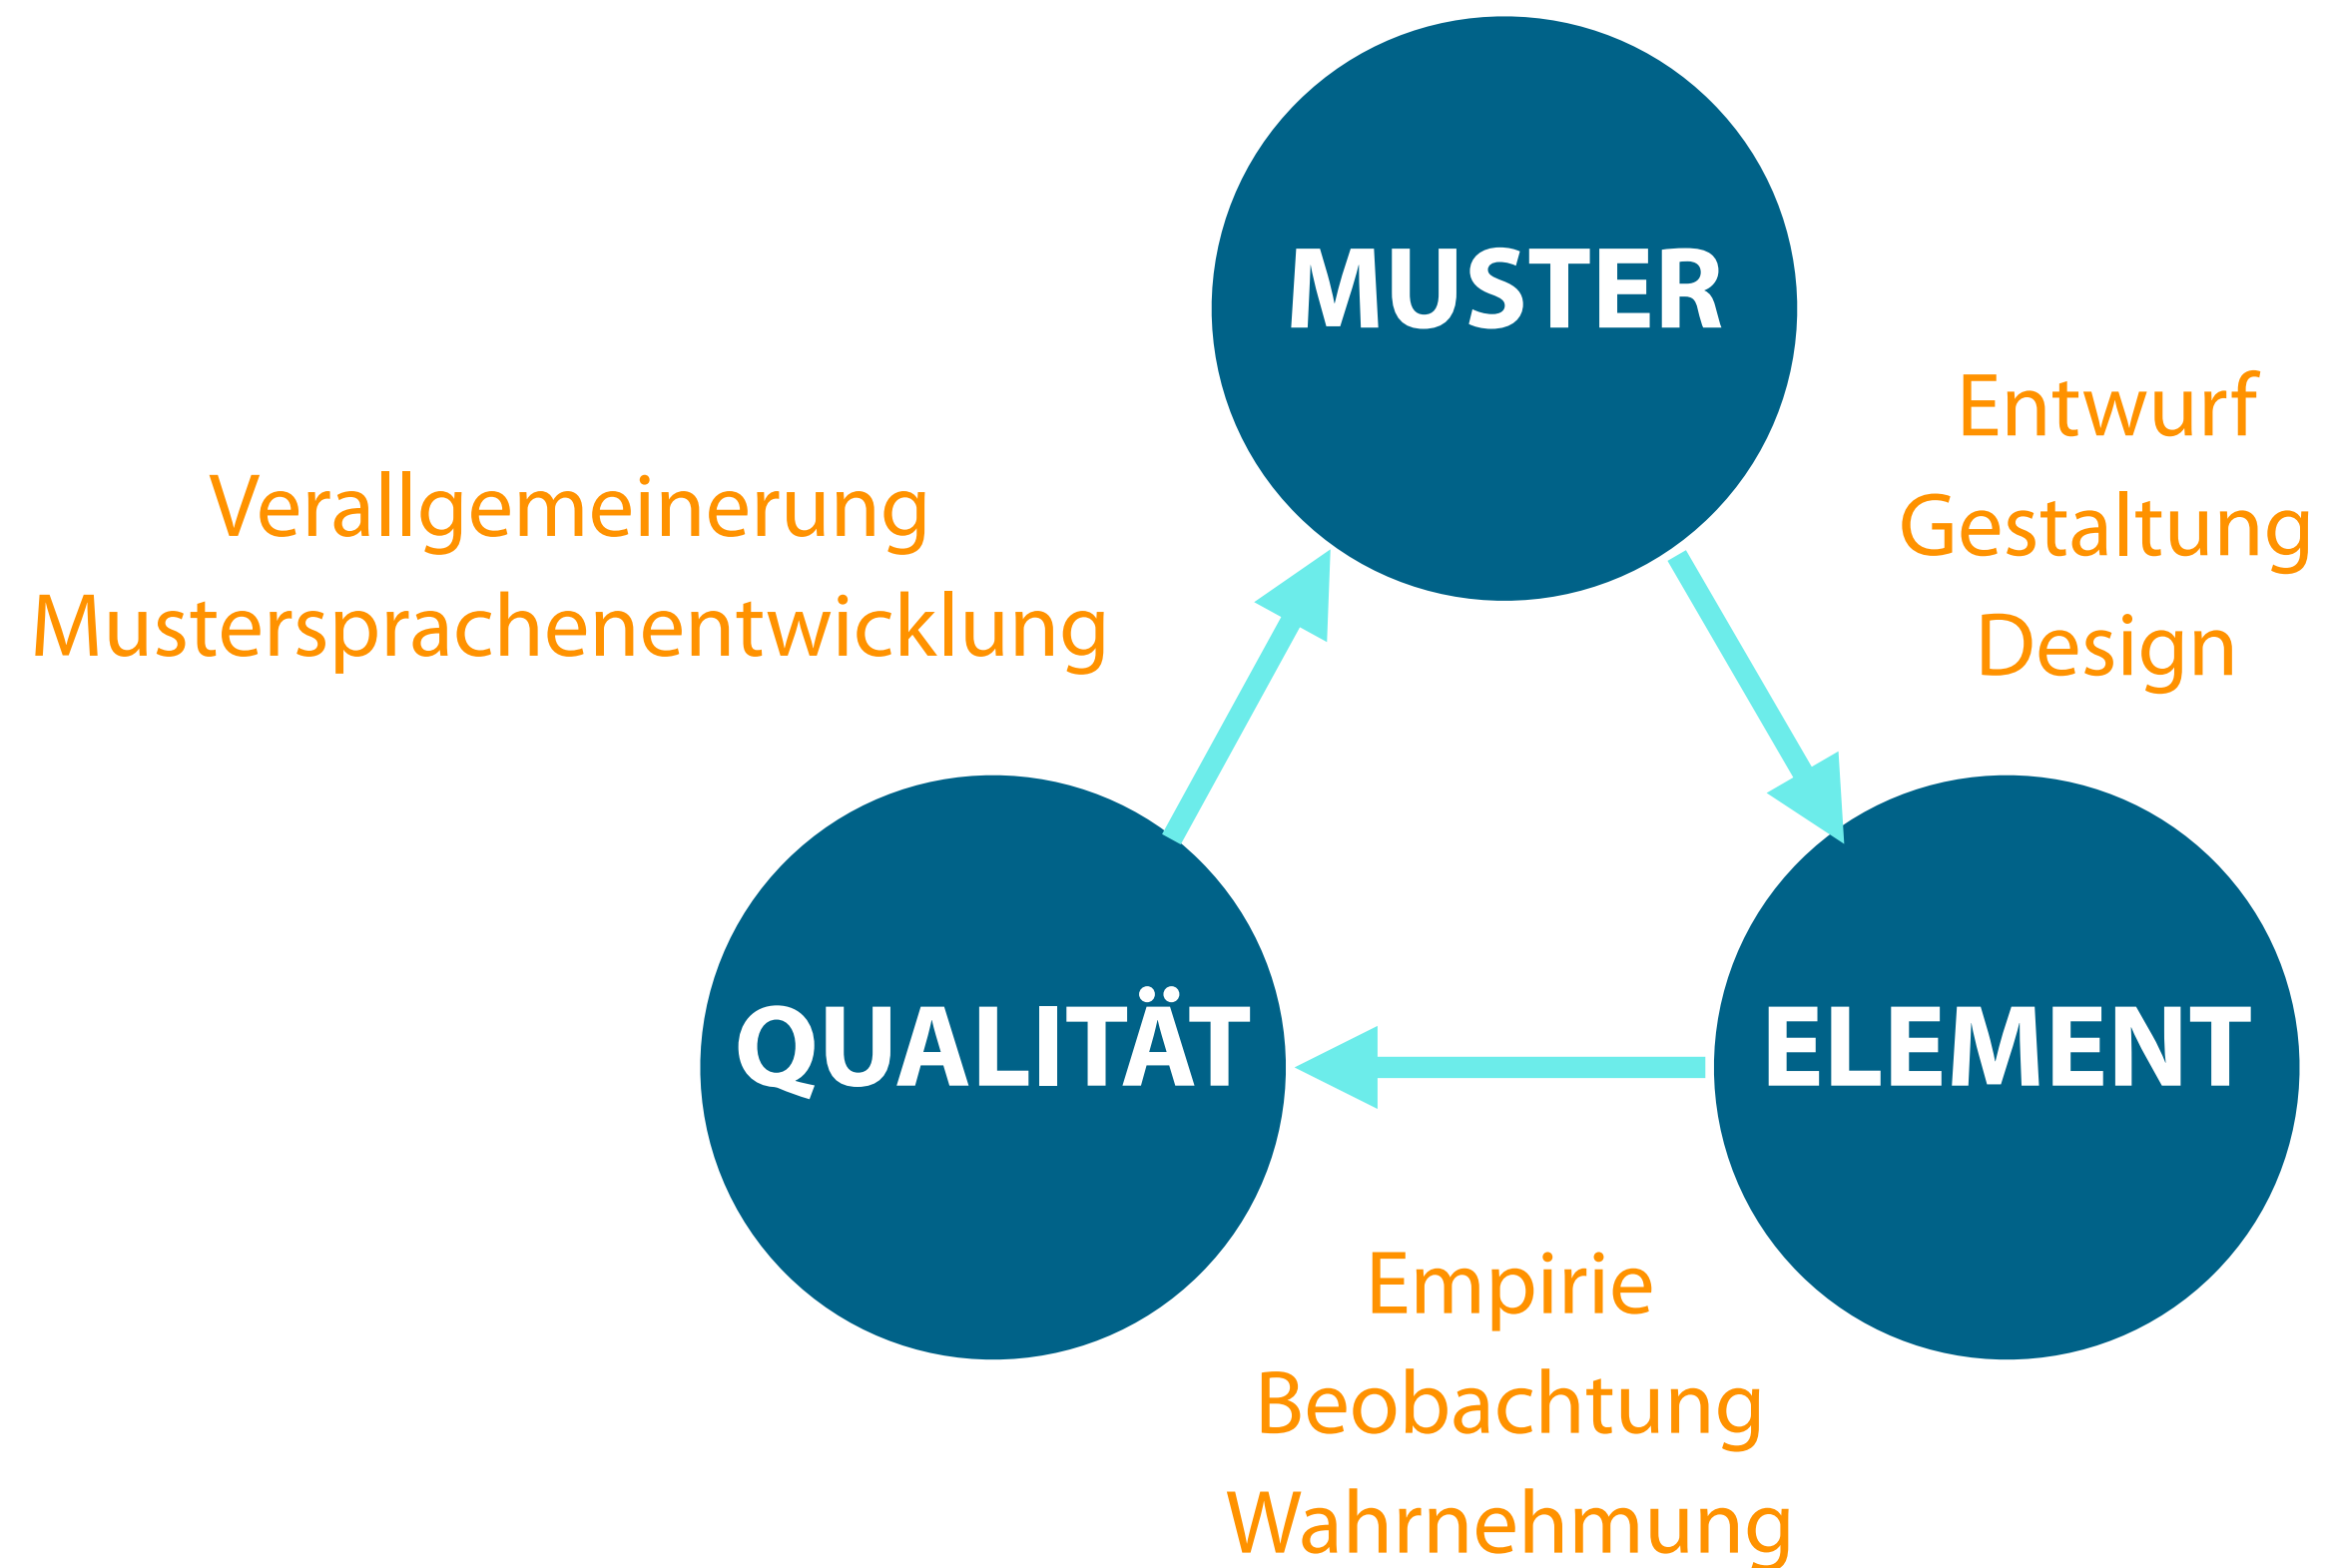 MUSTER
Entwurf
Gestaltung
Design
Verallgemeinerung
Mustersprachenentwicklung
QUALITÄT
ELEMENT
Empirie
Beobachtung
Wahrnehmung